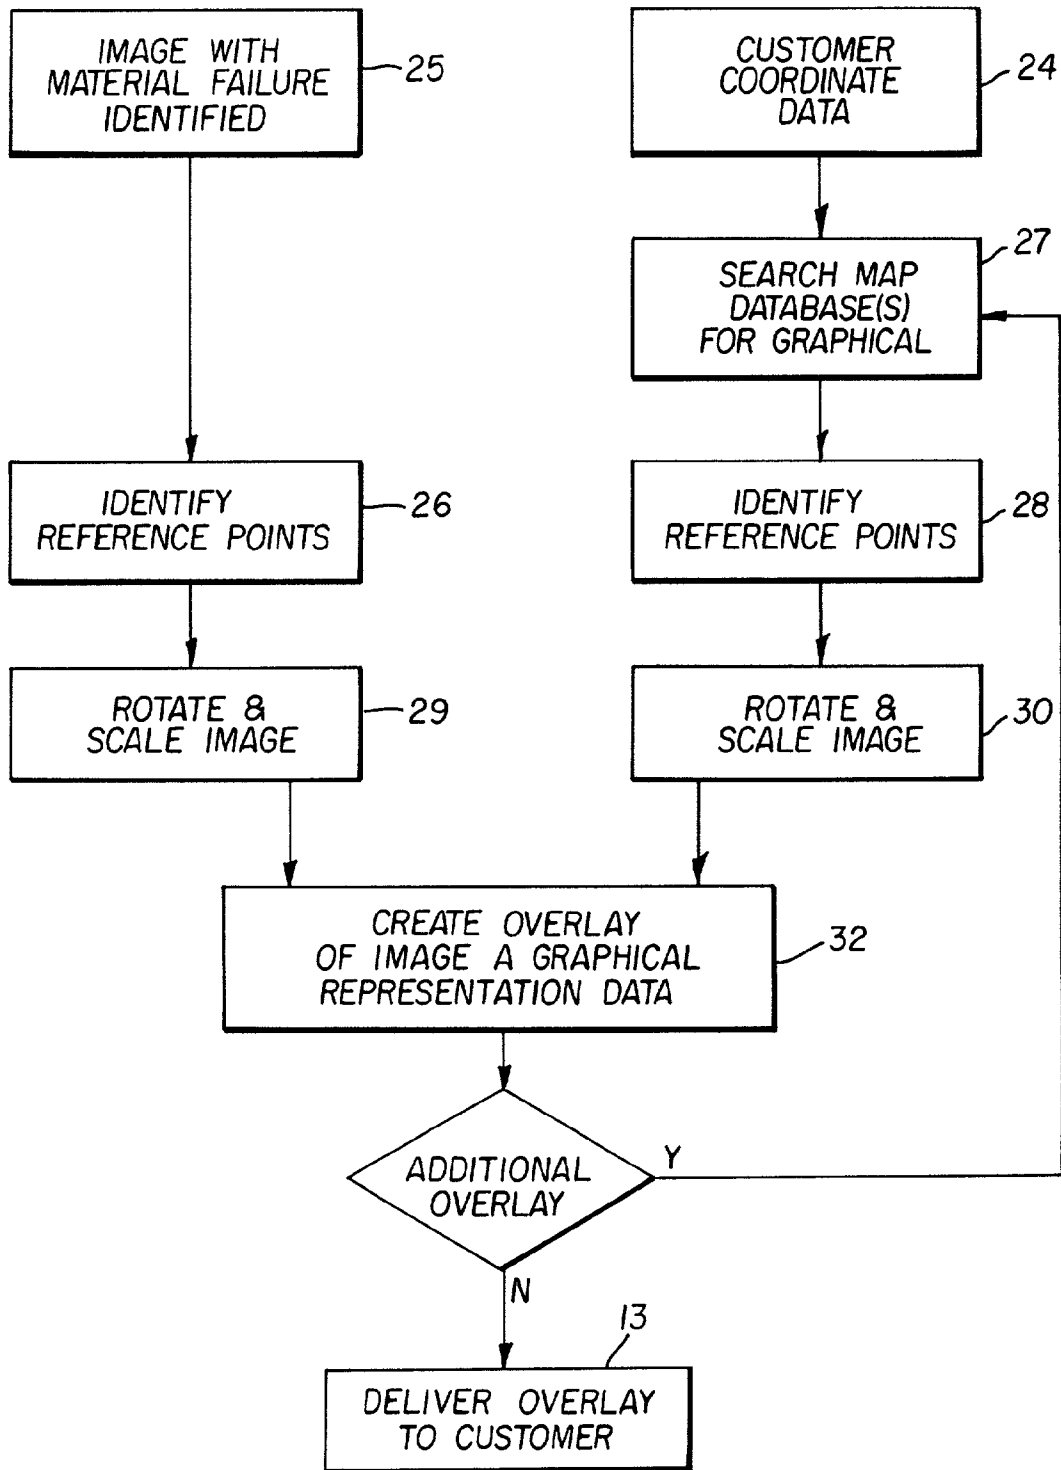 IMAGE WITH
MATERIAL FAILURE
IDENTIFIED
25
CUSTOMER
COORDINATE
DATA
24
SEARCH MAP
DATABASE(S)
FOR GRAPHICAL
27
IDENTIFY
REFERENCE POINTS
26
IDENTIFY
REFERENCE POINTS
28
ROTATE &
SCALE IMAGE
29
ROTATE &
SCALE IMAGE
30
CREATE OVERLAY
OF IMAGE A GRAPHICAL
REPRESENTATION DATA
32
ADDITIONAL
OVERLAY
Y
N
13
DELIVER OVERLAY
TO CUSTOMER